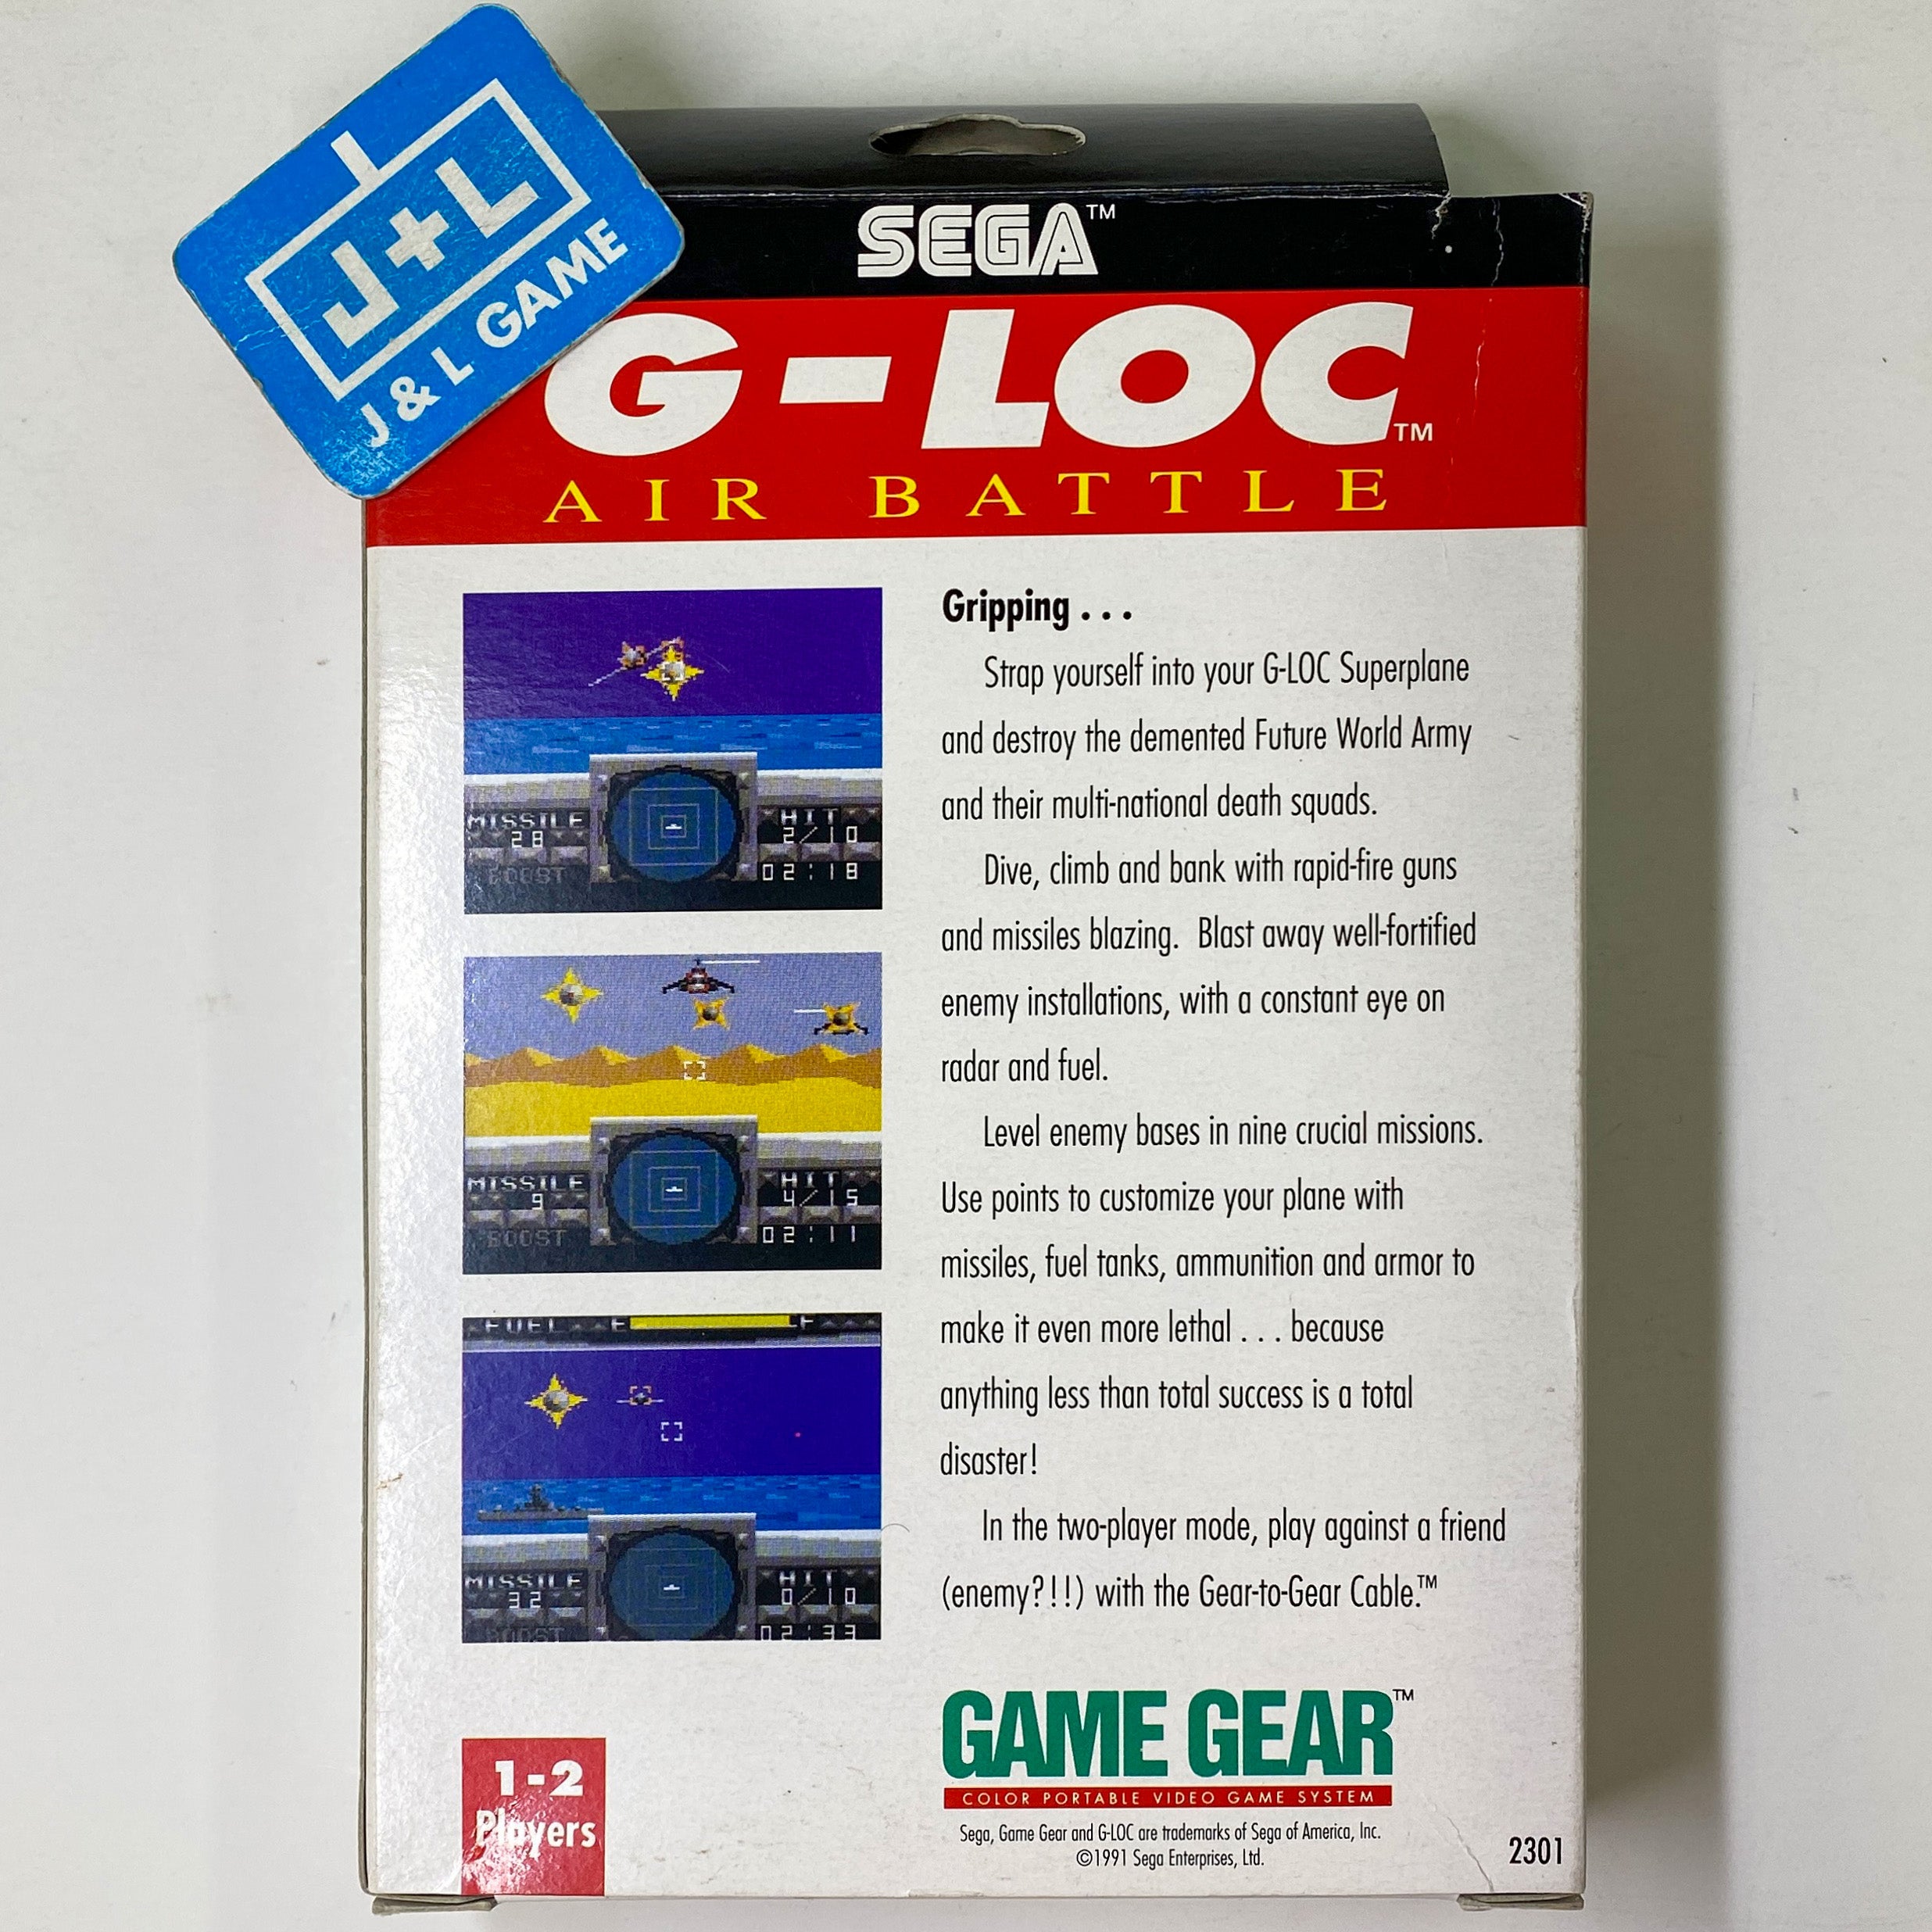 J+L
J & L GAME
SEGA™
G-LOC™
AIR BATTLE
Gripping . . .
Strap yourself into your G-LOC Superplane
and destroy the demented Future World Army
and their multi-national death squads.
Dive, climb and bank with rapid-fire guns
and missiles blazing. Blast away well-fortified
enemy installations, with a constant eye on
radar and fuel.
Level enemy bases in nine crucial missions.
Use points to customize your plane with
missiles, fuel tanks, ammunition and armor to
make it even more lethal . . . because
anything less than total success is a total
disaster!
In the two-player mode, play against a friend
(enemy?!!) with the Gear-to-Gear Cable.™
MISSILE HIT
28 2/10
BOOST 02:18
MISSILE HIT
9 4/15
BOOST 02:11
FUEL E F
MISSILE HIT
32 0/10
BOOST 02:33
1-2
Players
GAME GEAR™
COLOR PORTABLE VIDEO GAME SYSTEM
Sega, Game Gear and G-LOC are trademarks of Sega of America, Inc.
©1991 Sega Enterprises, Ltd.
2301